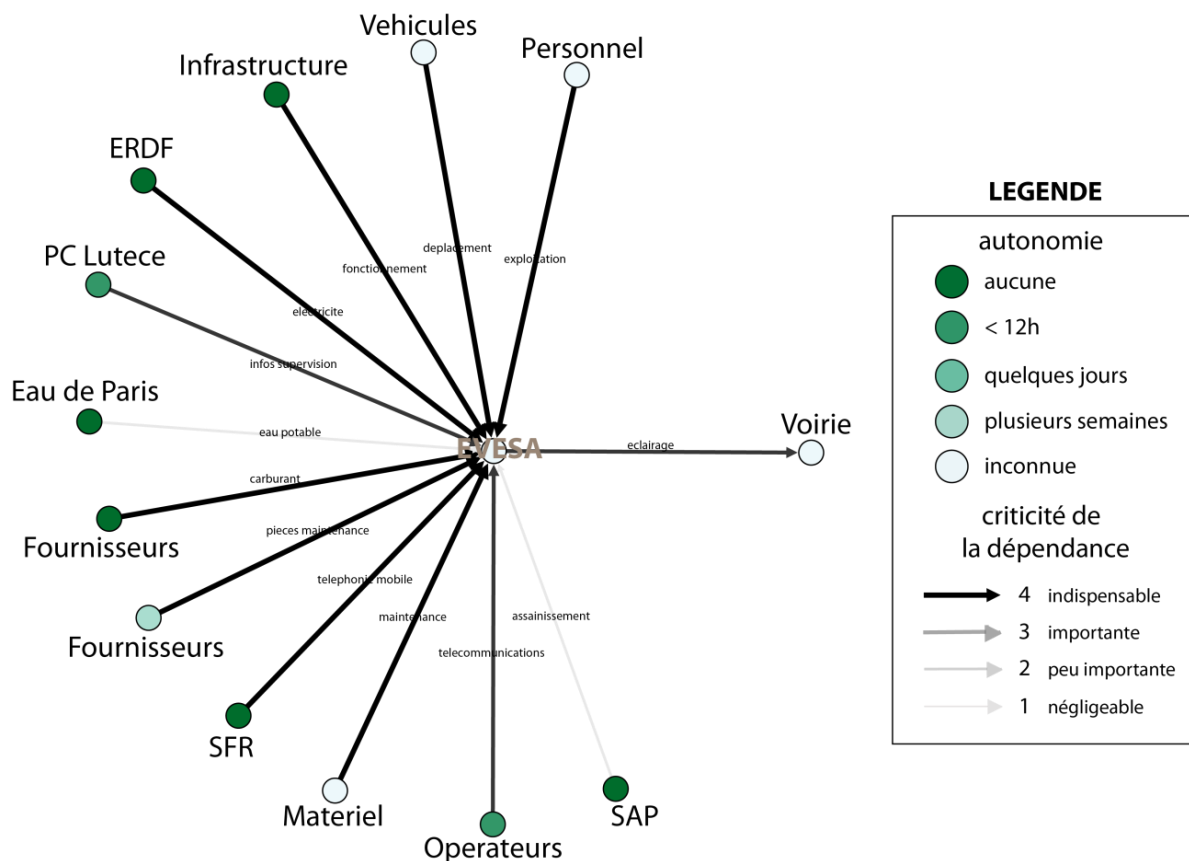 Vehicules
Personnel
Infrastructure
ERDF
PC Lutece
Eau de Paris
Fournisseurs
Fournisseurs
SFR
Materiel
Operateurs
SAP
Voirie
EVESA
deplacement
exploitation
fonctionnement
electricite
infos supervision
eau potable
carburant
pieces maintenance
telephonie mobile
maintenance
telecommunications
assainissement
eclairage
LEGENDE
autonomie
aucune
< 12h
quelques jours
plusieurs semaines
inconnue
criticité de
la dépendance
4 indispensable
3 importante
2 peu importante
1 négligeable